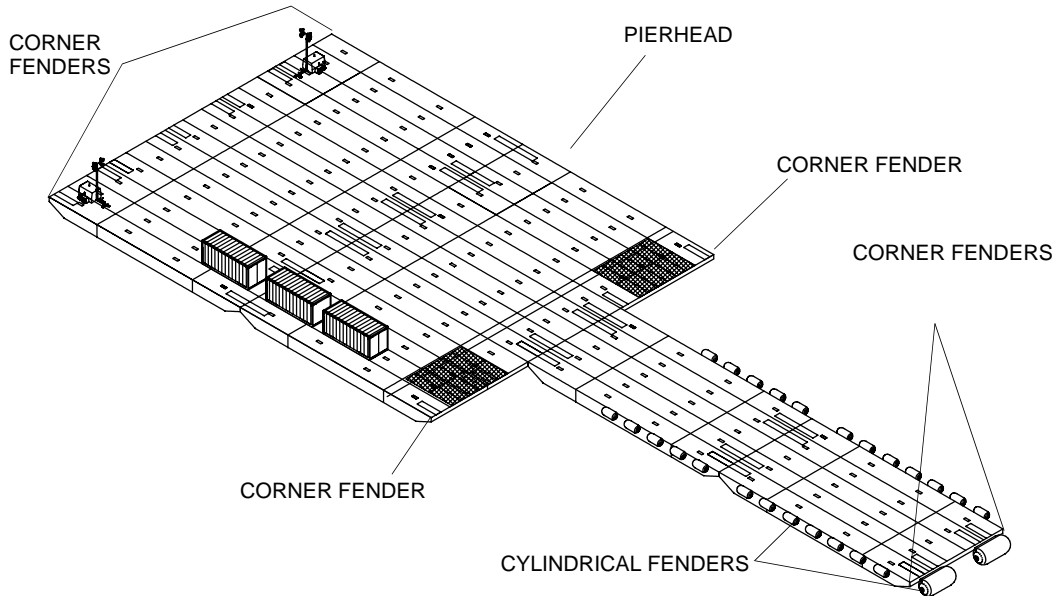 CORNER
FENDERS
PIERHEAD
CORNER FENDER
CORNER FENDERS
CORNER FENDER
CYLINDRICAL FENDERS